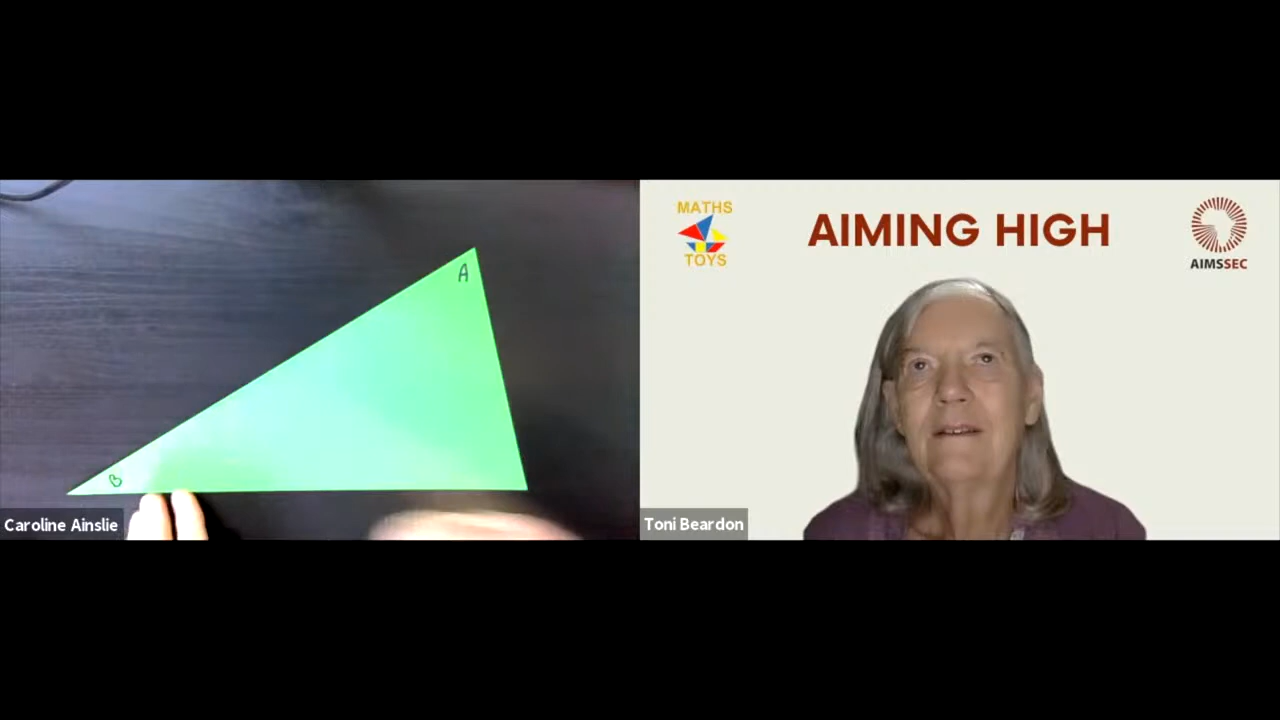 A
B
Caroline Ainslie
MATHS
TOYS
AIMING HIGH
AIMSSEC
Toni Beardon